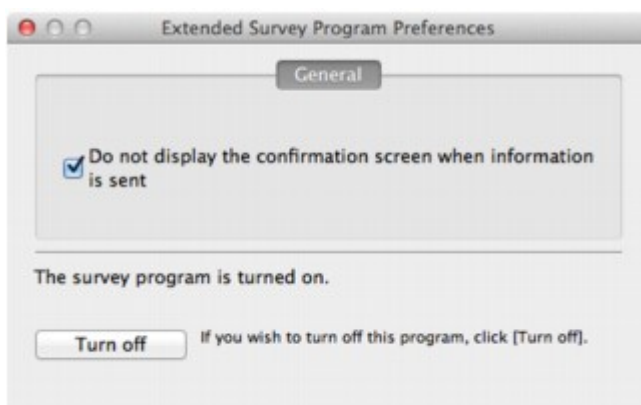 Extended Survey Program Preferences
General
Do not display the confirmation screen when information
is sent
The survey program is turned on.
Turn off
If you wish to turn off this program, click [Turn off].